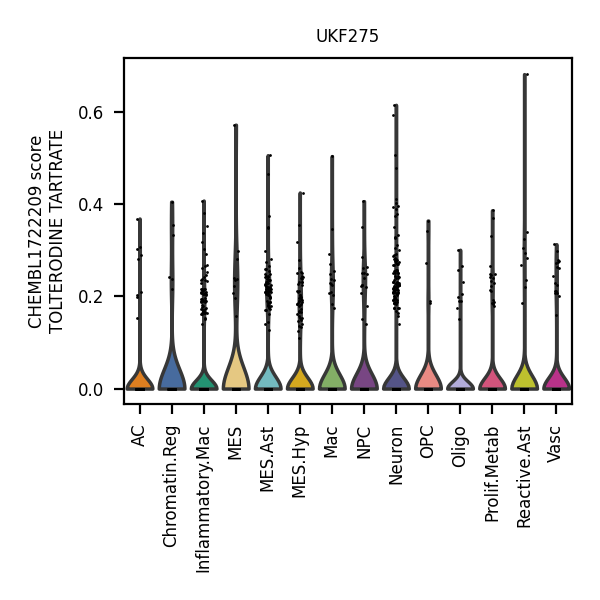 UKF275
CHEMBL1722209 score
TOLTERODINE TARTRATE
0.6
0.4
0.2
0.0
AC
Chromatin.Reg
Inflammatory.Mac
MES
MES.Ast
MES.Hyp
Mac
NPC
Neuron
OPC
Oligo
Prolif.Metab
Reactive.Ast
Vasc